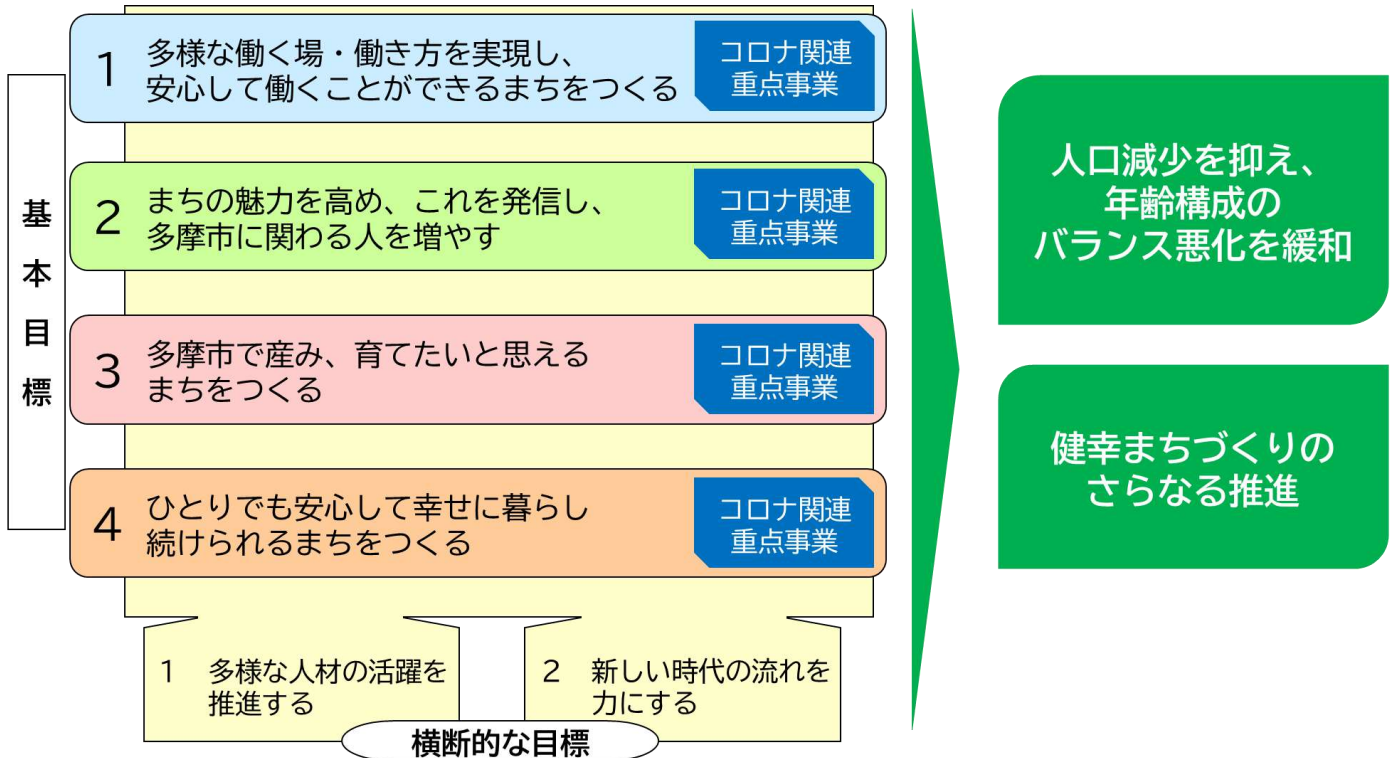 基本目標
1
多様な働く場・働き方を実現し、
安心して働くことができるまちをつくる
コロナ関連
重点事業
2
まちの魅力を高め、これを発信し、
多摩市に関わる人を増やす
コロナ関連
重点事業
3
多摩市で産み、育てたいと思える
まちをつくる
コロナ関連
重点事業
4
ひとりでも安心して幸せに暮らし
続けられるまちをつくる
コロナ関連
重点事業
1 多様な人材の活躍を
推進する
2 新しい時代の流れを
力にする
横断的な目標
人口減少を抑え、
年齢構成の
バランス悪化を緩和
健幸まちづくりの
さらなる推進